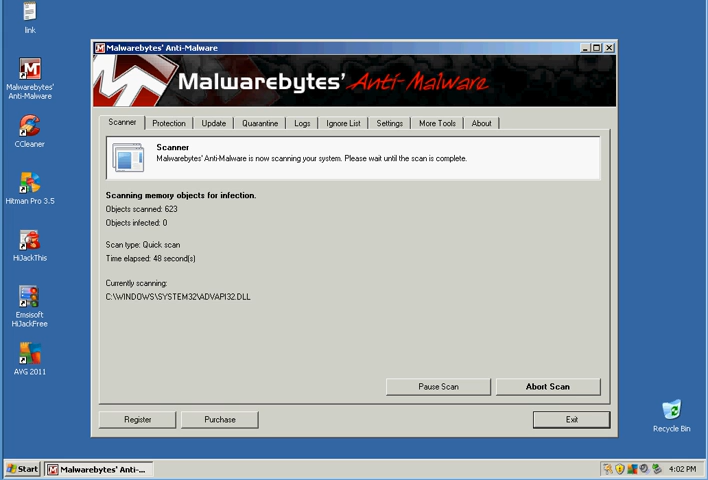 link
Malwarebytes'
Anti-Malware
CCleaner
Hitman Pro 3.5
HiJackThis
Emsisoft
HiJackFree
AVG 2011
Malwarebytes' Anti-Malware
Malwarebytes' Anti-Malware
Scanner Protection Update Quarantine Logs Ignore List Settings More Tools About
Scanner
Malwarebytes' Anti-Malware is now scanning your system. Please wait until the scan is complete.
Scanning memory objects for infection.
Objects scanned: 623
Objects infected: 0
Scan type: Quick scan
Time elapsed: 48 second(s)
Currently scanning:
C:\WINDOWS\SYSTEM32\ADVAPI32.DLL
Pause Scan Abort Scan
Register Purchase Exit
Recycle Bin
Start Malwarebytes' Anti-... 4:02 PM